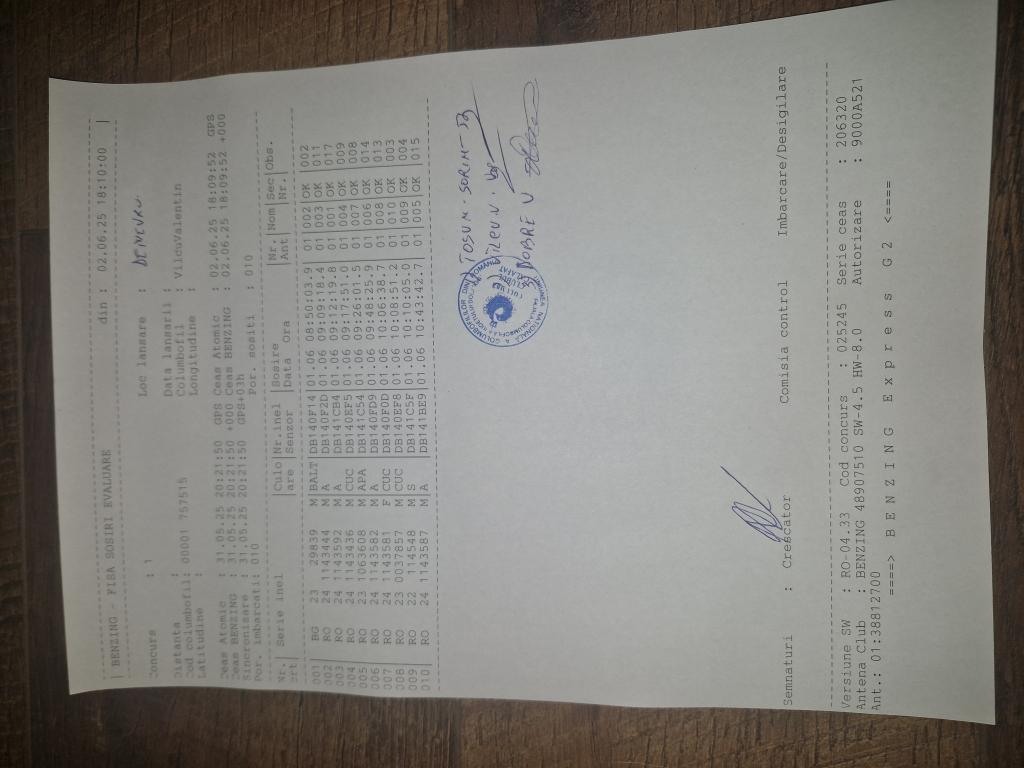 din : 02.06.25 18:10:00 |
| BENZING - FISA SOSIRI EVALUARE
Concurs : 1 Loc lansare :
Distanta : Data lansarii :
Cod columbofil: 00001 757515 Columbofil : VilcuValentin
Latitudine : Longitudine :
Ceas Atomic : 31.05.25 20:21:50 GPS Ceas Atomic : 02.06.25 18:09:52 GPS
Ceas BENZING : 31.05.25 20:21:50 +000 Ceas BENZING : 02.06.25 18:09:52 +000
Sincronizare : 31.05.25 20:21:50 GPS+03h
Por. imbarcati: 010 Por. sositi : 010
Nr.| Serie inel |Culo|Nr.inel |Sosire |Nr. |Nom|Sec|Obs.
crt| |are |Senzor |Data Ora |Ant| |Nr.|
001| BG 23 29839 M BALT |DB140F14|01.06 08:50:03.9 |01 |002|OK |002
002| RO 24 1143444 M A |DB140F2D|01.06 09:09:18.4 |01 |003|OK |011
003| RO 24 1143592 M A |DB141CB4|01.06 09:12:19.8 |01 |001|OK |017
004| RO 24 1143436 M CUC |DB140EF5|01.06 09:17:51.0 |01 |004|OK |009
005| RO 23 1063608 M APA |DB141C54|01.06 09:26:01.5 |01 |007|OK |008
006| RO 24 1143582 M A |DB140FD9|01.06 09:48:25.9 |01 |006|OK |014
007| RO 24 1143561 F CUC |DB140F0D|01.06 10:06:38.7 |01 |008|OK |013
008| RO 23 0037857 M CUC |DB140EF8|01.06 10:08:51.2 |01 |010|OK |003
009| RO 22 114548 M S |DB141C5F|01.06 10:11:25.0 |01 |009|OK |004
010| RO 24 1143587 M A |DB141BE9|01.06 10:43:42.7 |01 |005|OK |015
DOBRE V
Semnaturi : Crescator Comisia control Imbarcare/Desigilare
Versiune SW : RO-04.33 Cod concurs : 025245 Serie ceas : 206320
Antena Club : BENZING 48907510 SW-4.5 HW-8.0 Autorizare : 9000A521
Ant.: 01:38812700
====> B E N Z I N G E x p r e s s G 2 <====